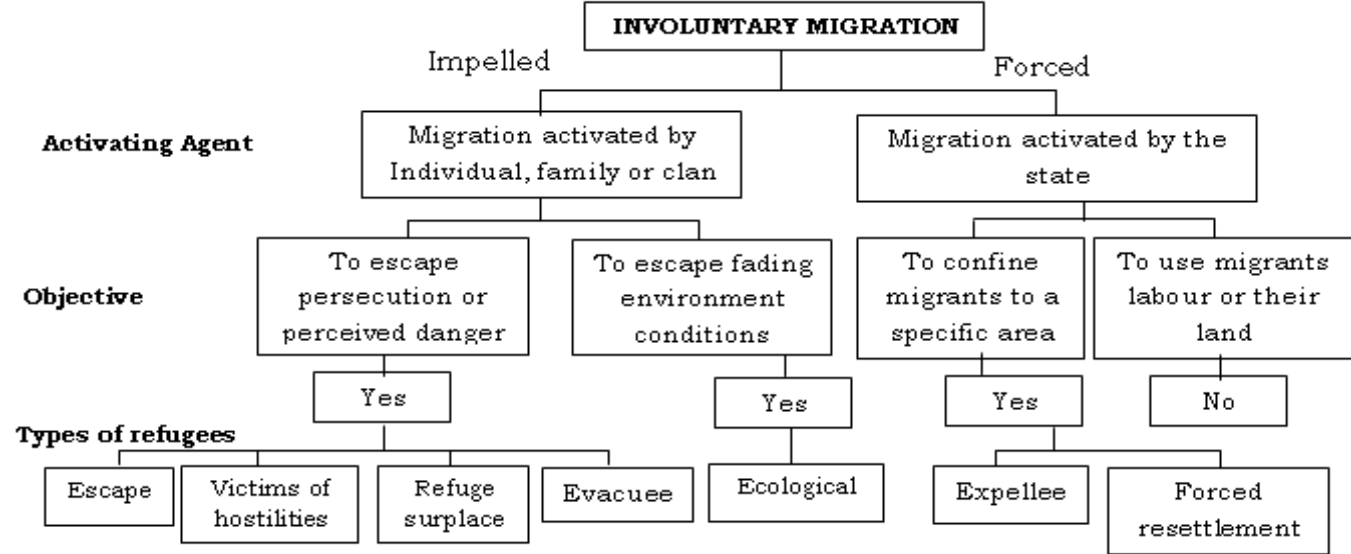 INVOLUNTARY MIGRATION
Impelled
Forced
Activating Agent
Migration activated by
Individual, family or clan
Migration activated by the
state
Objective
To escape
persecution or
perceived danger
To escape fading
environment
conditions
To confine
migrants to a
specific area
To use migrants
labour or their
land
Yes
Yes
Yes
No
Types of refugees
Escape
Victims of
hostilities
Refuge
surplace
Evacuee
Ecological
Expellee
Forced
resettlement